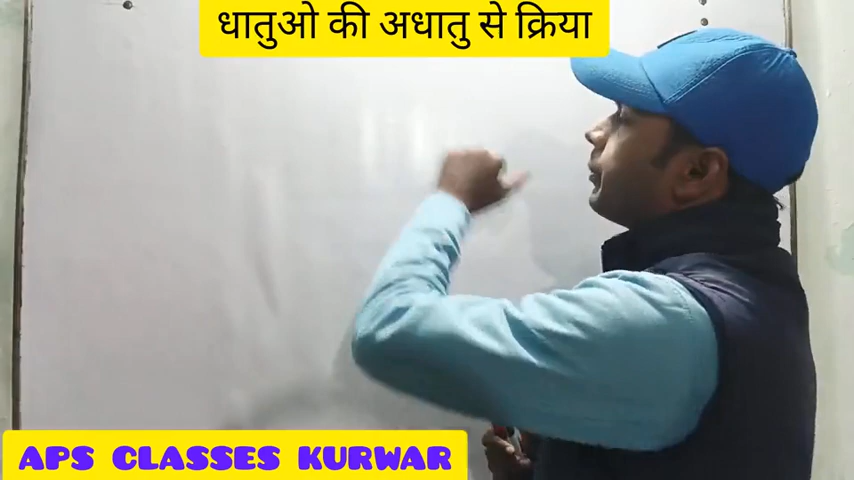 धातुओ की अधातु से क्रिया
APS CLASSES KURWAR